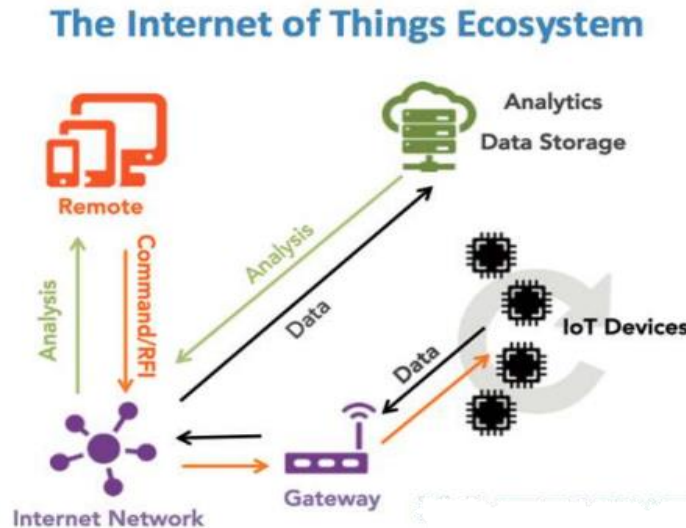 The Internet of Things Ecosystem
Analytics
Data Storage
Remote
Analysis
Command/RFI
Analysis
Data
IoT Devices
Data
Gateway
Internet Network